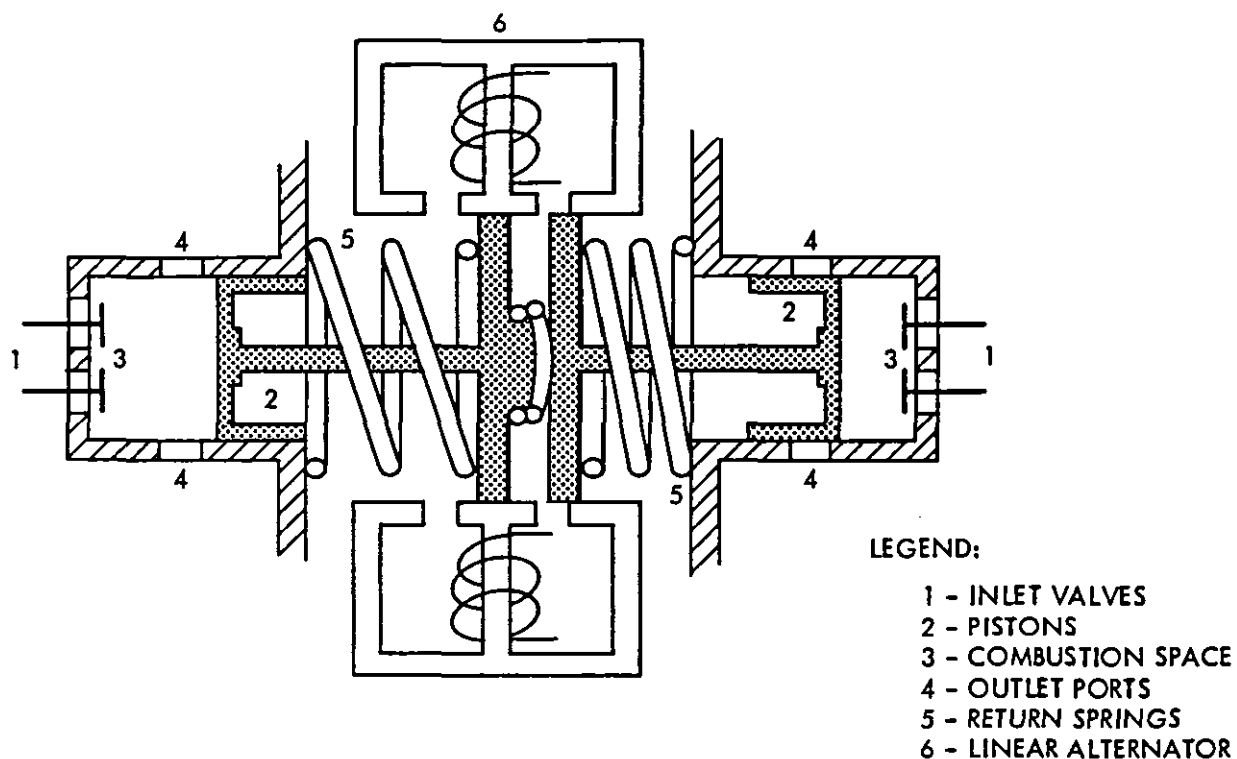 6
5
4
4
2
1
3
3
1
2
4
5
4
LEGEND:
1 - INLET VALVES
2 - PISTONS
3 - COMBUSTION SPACE
4 - OUTLET PORTS
5 - RETURN SPRINGS
6 - LINEAR ALTERNATOR